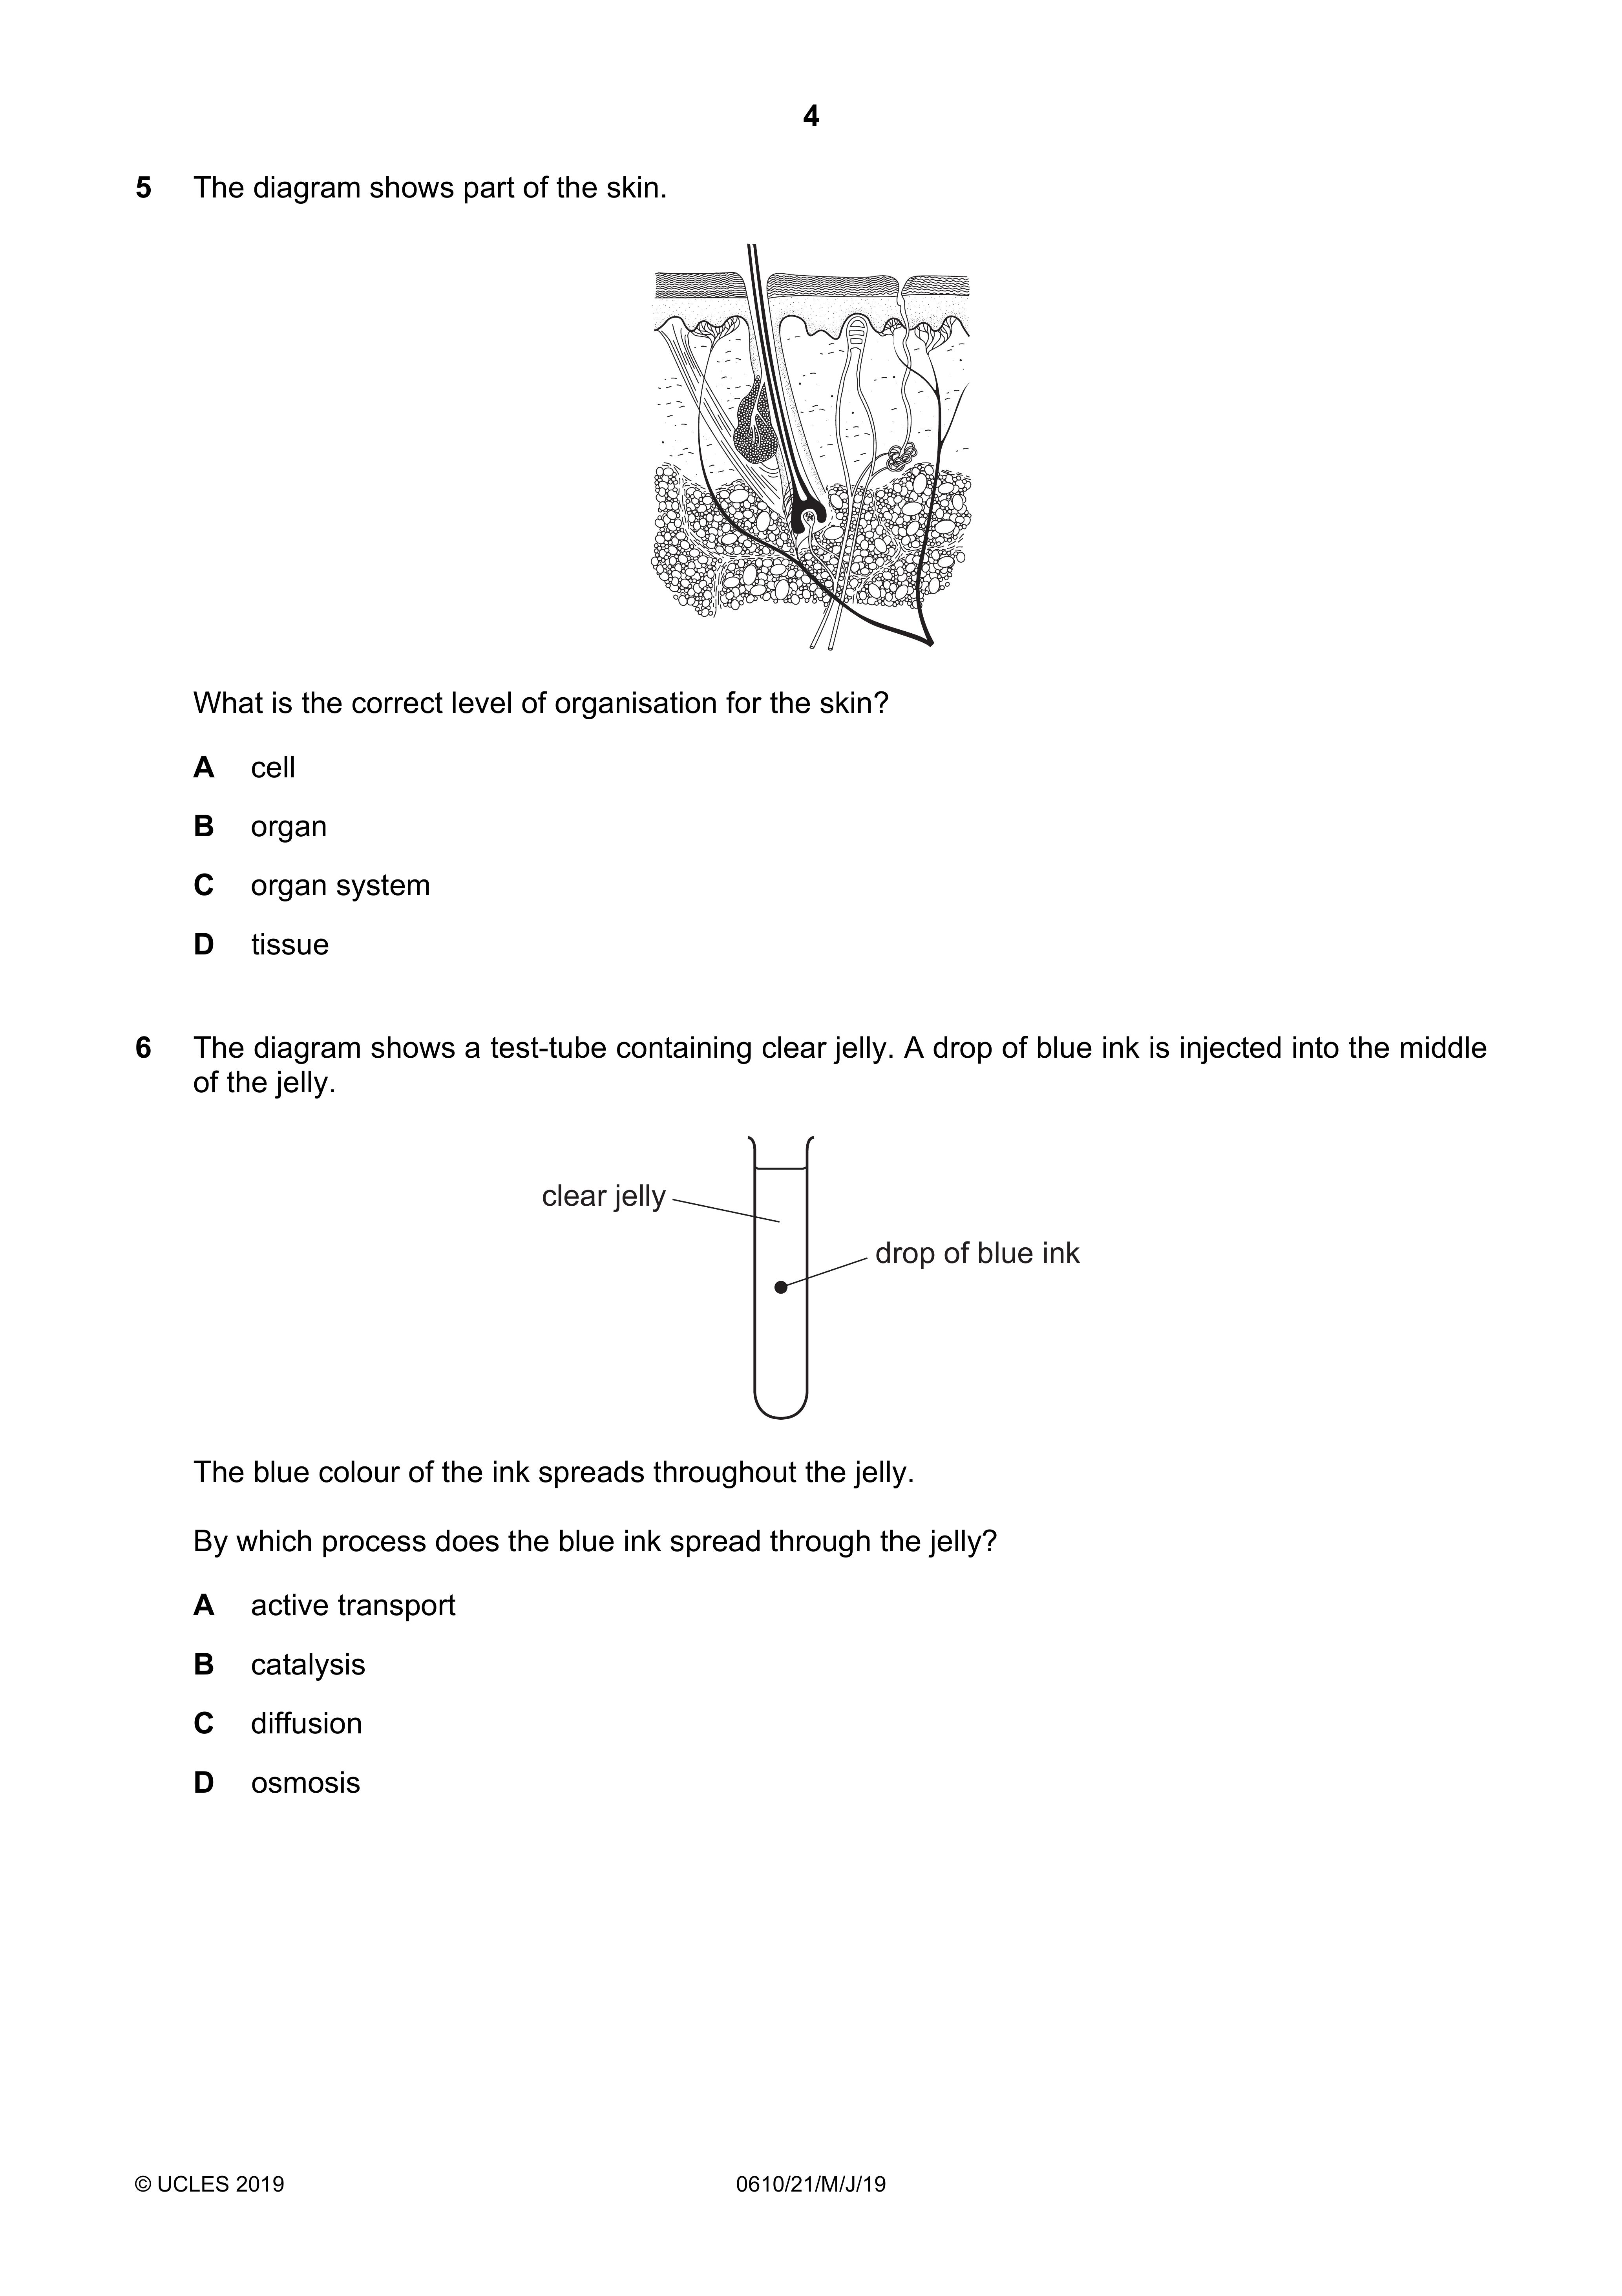 4
5 The diagram shows part of the skin.
What is the correct level of organisation for the skin?
A cell
B organ
C organ system
D tissue
6 The diagram shows a test-tube containing clear jelly. A drop of blue ink is injected into the middle
of the jelly.
clear jelly
drop of blue ink
The blue colour of the ink spreads throughout the jelly.
By which process does the blue ink spread through the jelly?
A active transport
B catalysis
C diffusion
D osmosis
© UCLES 2019 0610/21/M/J/19